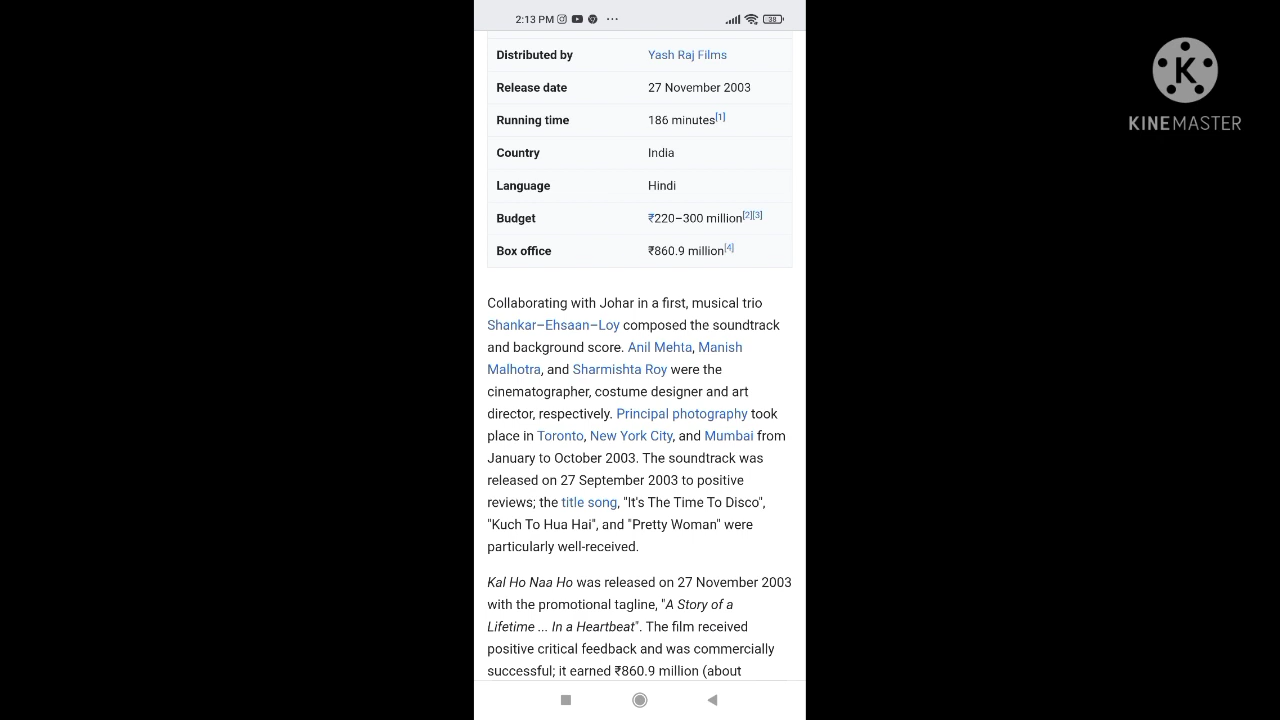 2:13 PM ...
38
KINEMASTER
Distributed by Yash Raj Films
Release date 27 November 2003
Running time 186 minutes[1]
Country India
Language Hindi
Budget ₹220–300 million[2][3]
Box office ₹860.9 million[4]
Collaborating with Johar in a first, musical trio
Shankar–Ehsaan–Loy composed the soundtrack
and background score. Anil Mehta, Manish
Malhotra, and Sharmishta Roy were the
cinematographer, costume designer and art
director, respectively. Principal photography took
place in Toronto, New York City, and Mumbai from
January to October 2003. The soundtrack was
released on 27 September 2003 to positive
reviews; the title song, "It's The Time To Disco",
"Kuch To Hua Hai", and "Pretty Woman" were
particularly well-received.
Kal Ho Naa Ho was released on 27 November 2003
with the promotional tagline, "A Story of a
Lifetime ... In a Heartbeat". The film received
positive critical feedback and was commercially
successful; it earned ₹860.9 million (about